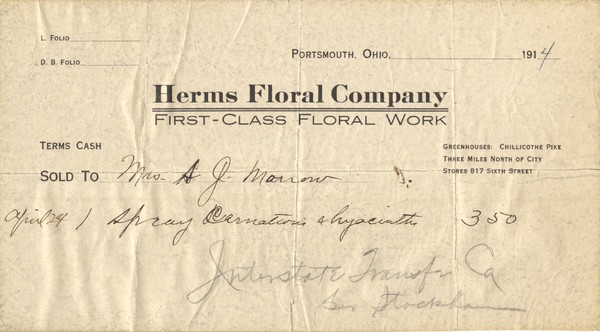 L. Folio
D. B. Folio
Portsmouth, Ohio, 1914
Herms Floral Company
First-Class Floral Work
Terms Cash
Greenhouses: Chillicothe Pike
Three Miles North of City
Stores 817 Sixth Street
Sold To Mrs. A J. Marrow
April 24 1 Spray Carnations & hyacinths 3 50
Interstate Transfer Co
Stockham